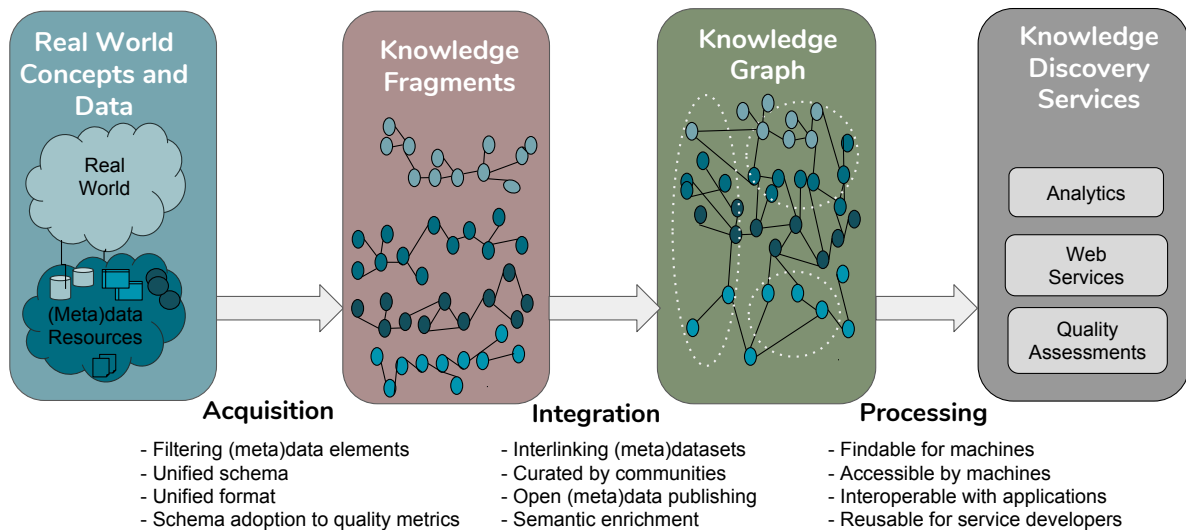 Real World
Concepts and
Data
Real
World
(Meta)data
Resources
Knowledge
Fragments
Knowledge
Graph
Knowledge
Discovery
Services
Analytics
Web
Services
Quality
Assessments
Acquisition
- Filtering (meta)data elements
- Unified schema
- Unified format
- Schema adoption to quality metrics
Integration
- Interlinking (meta)datasets
- Curated by communities
- Open (meta)data publishing
- Semantic enrichment
Processing
- Findable for machines
- Accessible by machines
- Interoperable with applications
- Reusable for service developers